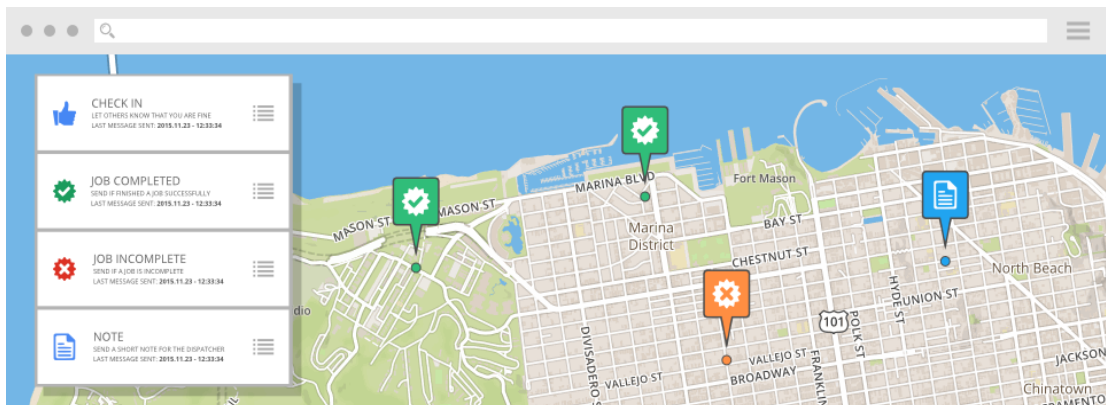 CHECK IN
LET OTHERS KNOW THAT YOU ARE FINE
LAST MESSAGE SENT: 2015.11.23 - 12:33:34
JOB COMPLETED
SEND IF FINISHED A JOB SUCCESSFULLY
LAST MESSAGE SENT: 2015.11.23 - 12:33:34
JOB INCOMPLETE
SEND IF A JOB IS INCOMPLETE
LAST MESSAGE SENT: 2015.11.23 - 12:33:34
NOTE
SEND A SHORT NOTE FOR THE DISPATCHER
LAST MESSAGE SENT: 2015.11.23 - 12:33:34
MARINA BLVD
Fort Mason
MASON ST
MASON ST
BAY ST
Marina
District
CHESTNUT ST
North Beach
HYDE ST
UNION ST
dio
101
POLK ST
DIVISADERO S
VALLEJO ST
FRANKLIN
JACKSON
VALLEJO ST
BROADWAY
Chinatown
RAMENTO